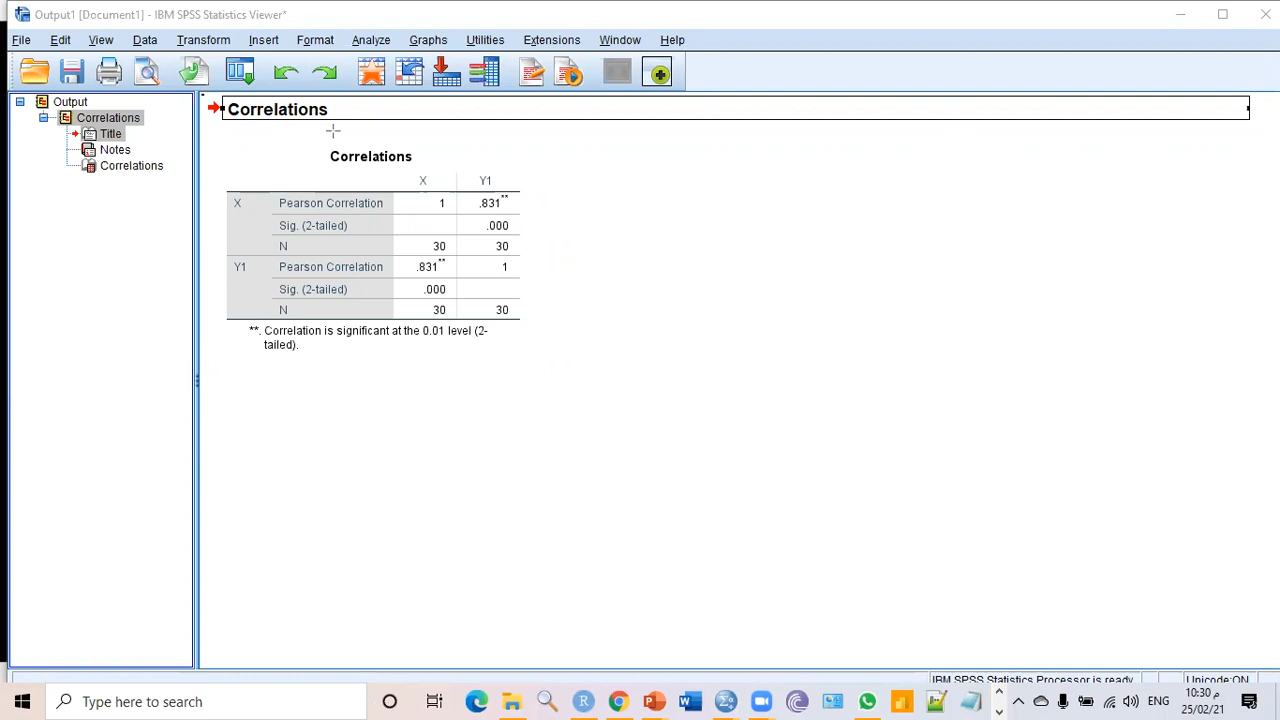 Output1 [Document1] - IBM SPSS Statistics Viewer*
File Edit View Data Transform Insert Format Analyze Graphs Utilities Extensions Window Help
Output
Correlations
Title
Notes
Correlations
Correlations
Correlations
X Y1
X Pearson Correlation 1 .831**
Sig. (2-tailed) .000
N 30 30
Y1 Pearson Correlation .831** 1
Sig. (2-tailed) .000
N 30 30
**. Correlation is significant at the 0.01 level (2-
tailed).
IBM SPSS Statistics Processor is ready
Unicode:ON
Type here to search
ENG
10:30 م
25/02/21